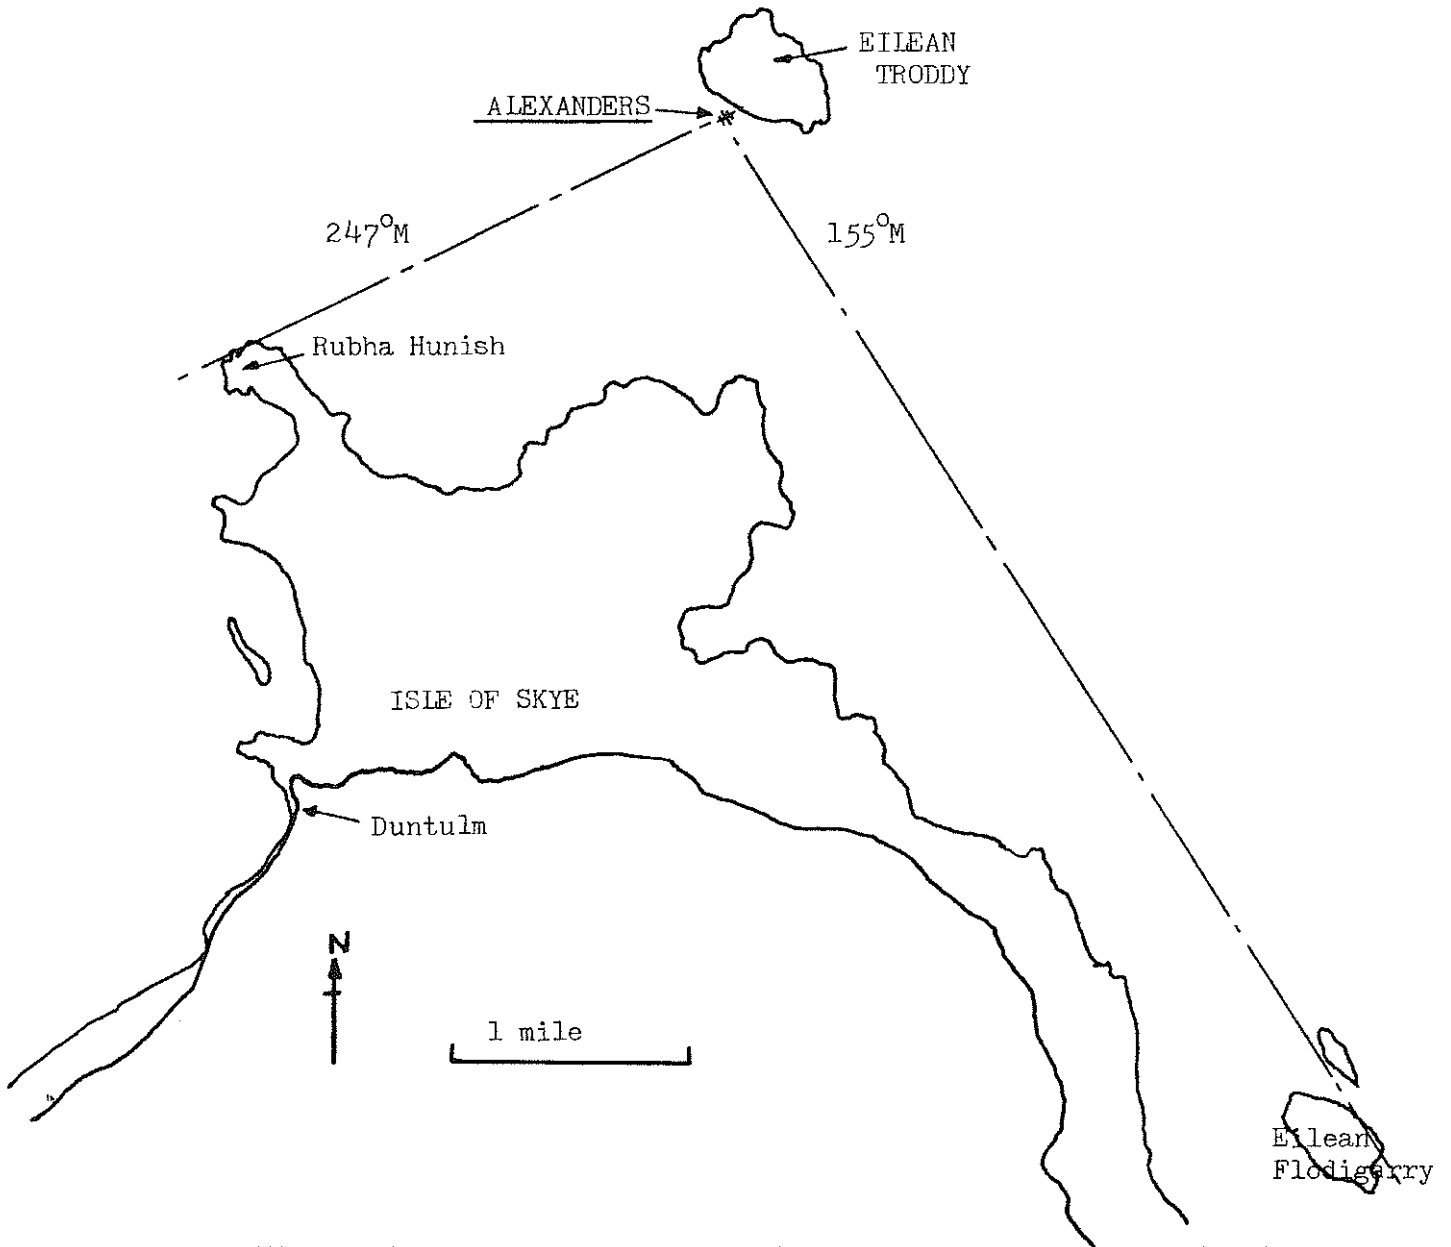 EILEAN
TRODDY
ALEXANDERS
247°M
155°M
Rubha Hunish
ISLE OF SKYE
Duntulm
N
1 mile
Eilean
Flodigarry